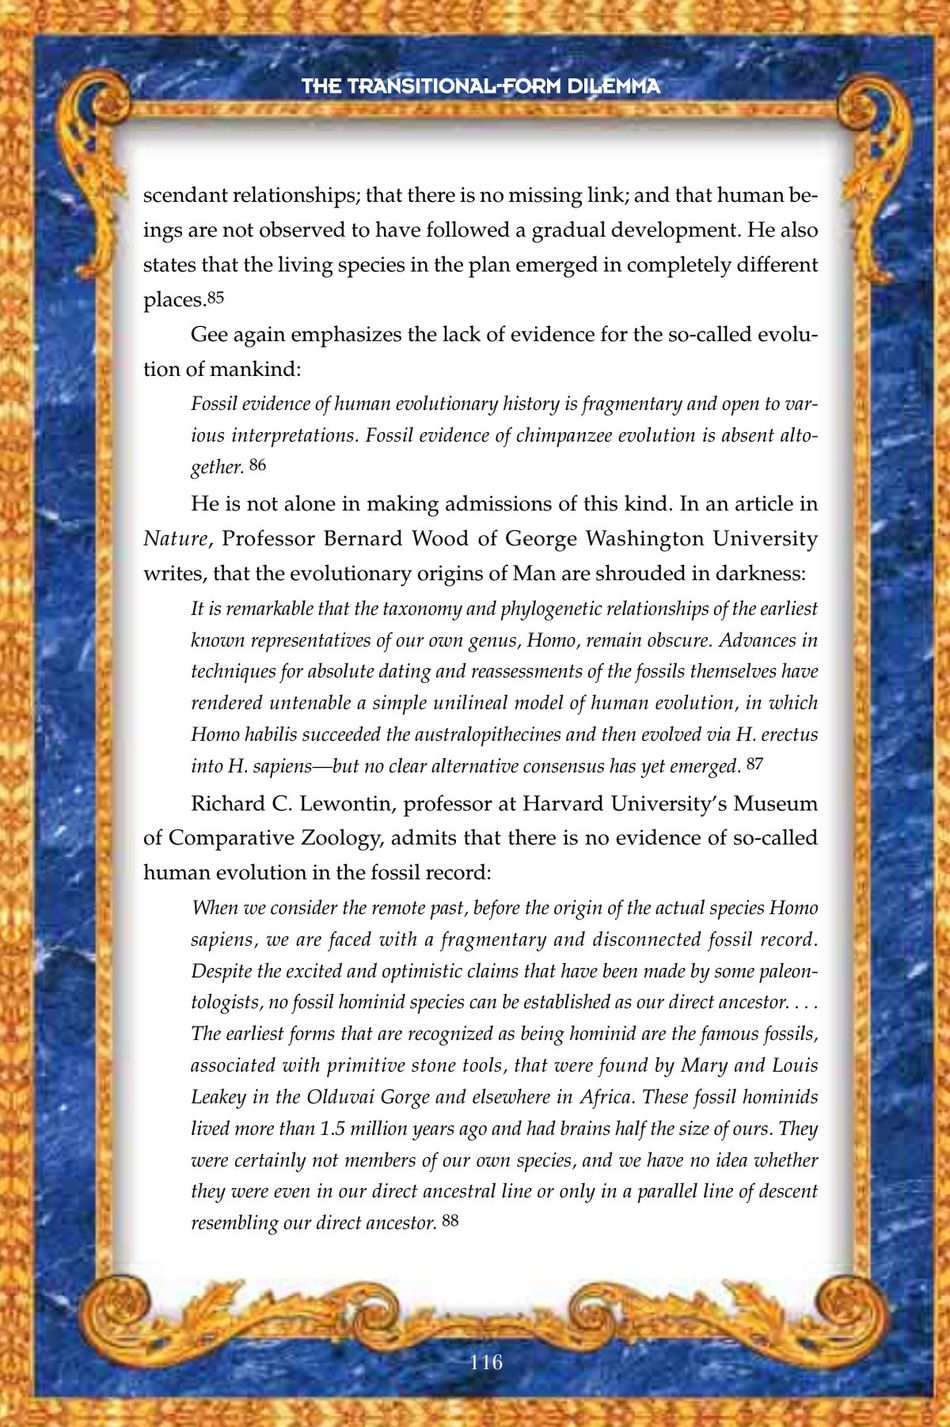 THE TRANSITIONAL-FORM DILEMMA
scendant relationships; that there is no missing link; and that human be-
ings are not observed to have followed a gradual development. He also
states that the living species in the plan emerged in completely different
places.85
Gee again emphasizes the lack of evidence for the so-called evolu-
tion of mankind:
Fossil evidence of human evolutionary history is fragmentary and open to var-
ious interpretations. Fossil evidence of chimpanzee evolution is absent alto-
gether. 86
He is not alone in making admissions of this kind. In an article in
Nature, Professor Bernard Wood of George Washington University
writes, that the evolutionary origins of Man are shrouded in darkness:
It is remarkable that the taxonomy and phylogenetic relationships of the earliest
known representatives of our own genus, Homo, remain obscure. Advances in
techniques for absolute dating and reassessments of the fossils themselves have
rendered untenable a simple unilineal model of human evolution, in which
Homo habilis succeeded the australopithecines and then evolved via H. erectus
into H. sapiens—but no clear alternative consensus has yet emerged. 87
Richard C. Lewontin, professor at Harvard University's Museum
of Comparative Zoology, admits that there is no evidence of so-called
human evolution in the fossil record:
When we consider the remote past, before the origin of the actual species Homo
sapiens, we are faced with a fragmentary and disconnected fossil record.
Despite the excited and optimistic claims that have been made by some paleon-
tologists, no fossil hominid species can be established as our direct ancestor. . . .
The earliest forms that are recognized as being hominid are the famous fossils,
associated with primitive stone tools, that were found by Mary and Louis
Leakey in the Olduvai Gorge and elsewhere in Africa. These fossil hominids
lived more than 1.5 million years ago and had brains half the size of ours. They
were certainly not members of our own species, and we have no idea whether
they were even in our direct ancestral line or only in a parallel line of descent
resembling our direct ancestor. 88
116